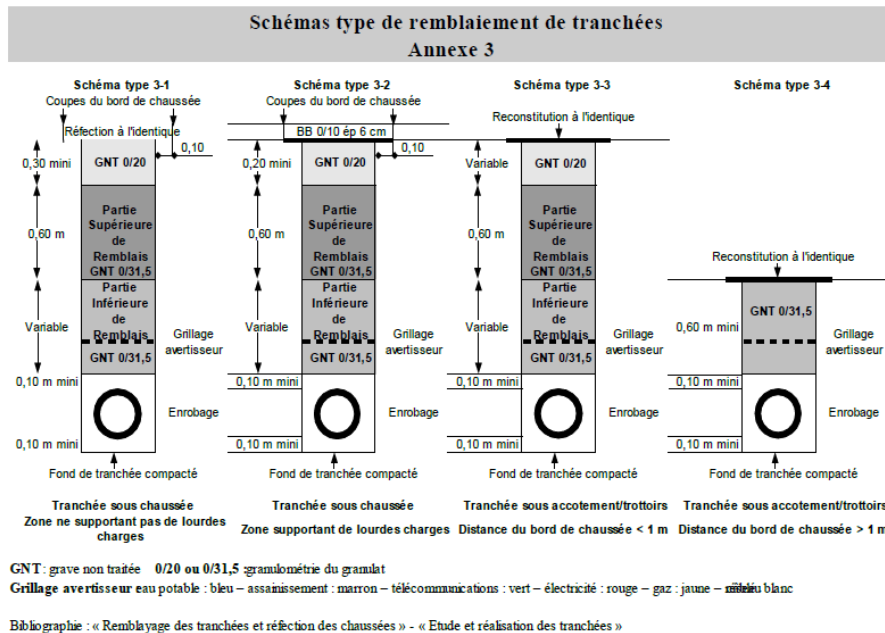 Schémas type de remblaiement de tranchées
Annexe 3
Schéma type 3-1
Coupes du bord de chaussée
Réfection à l'identique
0,10
0,30 mini
GNT 0/20
0,60 m
Partie
Supérieure
de
Remblais
GNT 0/31,5
Variable
Partie
Inférieure
de
Remblais
GNT 0/31,5
Grillage
avertisseur
0,10 m mini
Enrobage
0,10 m mini
Fond de tranchée compacté
Tranchée sous chaussée
Zone ne supportant pas de lourdes
charges
Schéma type 3-2
Coupes du bord de chaussée
BB 0/10 ép 6 cm
0,10
0,20 mini
GNT 0/20
0,60 m
Partie
Supérieure
de
Remblais
GNT 0/31,5
Variable
Partie
Inférieure
de
Remblais
GNT 0/31,5
Grillage
avertisseur
0,10 m mini
Enrobage
0,10 m mini
Fond de tranchée compacté
Tranchée sous chaussée
Zone supportant de lourdes charges
Schéma type 3-3
Reconstitution à l'identique
Variable
GNT 0/20
0,60 m
Partie
Supérieure
de
Remblais
GNT 0/31,5
Variable
Partie
Inférieure
de
Remblais
GNT 0/31,5
Grillage
avertisseur
0,10 m mini
Enrobage
0,10 m mini
Fond de tranchée compacté
Tranchée sous accotement/trottoirs
Distance du bord de chaussée < 1 m
Schéma type 3-4
Reconstitution à l'identique
GNT 0/31,5
0,60 m mini
Grillage
avertisseur
0,10 m mini
Enrobage
0,10 m mini
Fond de tranchée compacté
Tranchée sous accotement/trottoirs
Distance du bord de chaussée > 1 m
GNT : grave non traitée 0/20 ou 0/31,5 :granulométrie du granulat
Grillage avertisseur eau potable : bleu – assainissement : marron – télécommunications : vert – électricité : rouge – gaz : jaune – blanc
Bibliographie : « Remblayage des tranchées et réfection des chaussées » - « Etude et réalisation des tranchées »